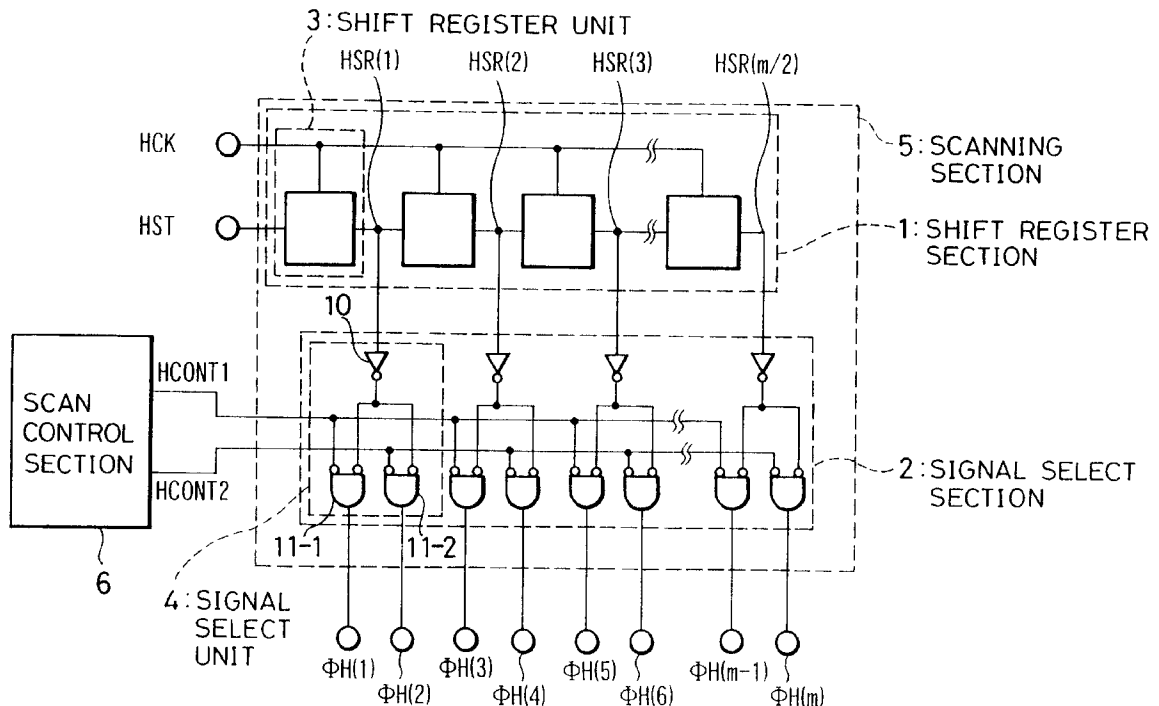 3:SHIFT REGISTER UNIT
HSR(1)
HSR(2)
HSR(3)
HSR(m/2)
HCK
5:SCANNING
SECTION
HST
1:SHIFT REGISTER
SECTION
10
HCONT1
SCAN
CONTROL
SECTION
HCONT2
2:SIGNAL SELECT
SECTION
11-1
11-2
6
4:SIGNAL
SELECT
UNIT
ΦH(1)
ΦH(2)
ΦH(3)
ΦH(4)
ΦH(5)
ΦH(6)
ΦH(m-1)
ΦH(m)